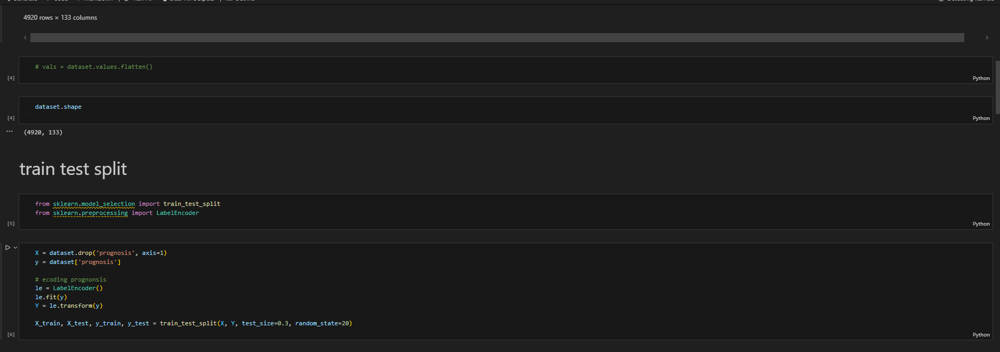 4920 rows × 133 columns
# vals = dataset.values.flatten()
[4]
Python
dataset.shape
[4]
Python
(4920, 133)
train test split
from sklearn.model_selection import train_test_split
from sklearn.preprocessing import LabelEncoder
[5]
Python
X = dataset.drop('prognosis', axis=1)
y = dataset['prognosis']
# ecoding prognonsis
le = LabelEncoder()
le.fit(y)
Y = le.transform(y)
X_train, X_test, y_train, y_test = train_test_split(X, Y, test_size=0.3, random_state=20)
[6]
Python